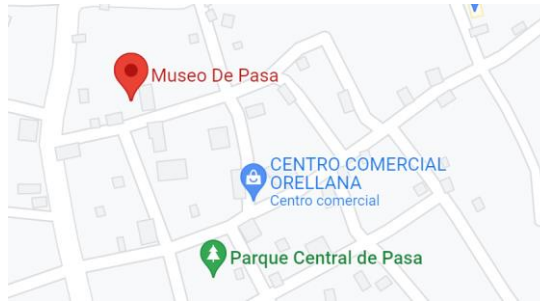 Museo De Pasa
CENTRO COMERCIAL
ORELLANA
Centro comercial
Parque Central de Pasa